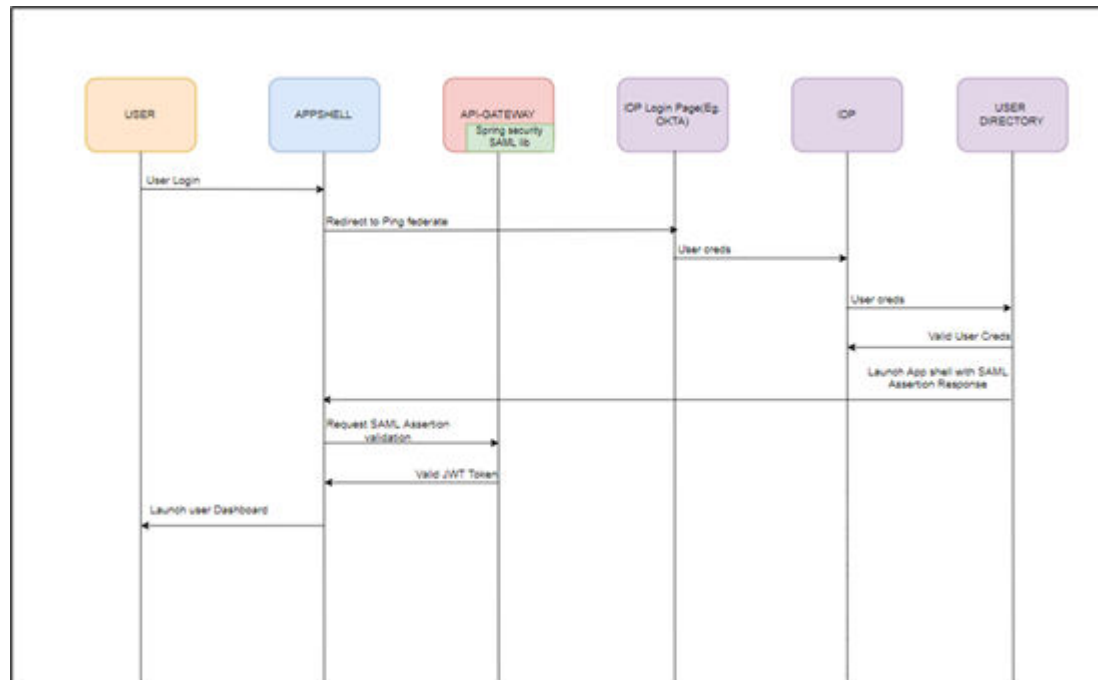 USER
APPSHELL
API-GATEWAY
Spring security
SAML lib
IDP Login Page(Eg.
OKTA)
IDP
USER
DIRECTORY
User Login
Redirect to Ping federate
User creds
User creds
Valid User Creds
Launch App shell with SAML
Assertion Response
Request SAML Assertion
validation
Valid JWT Token
Launch user Dashboard